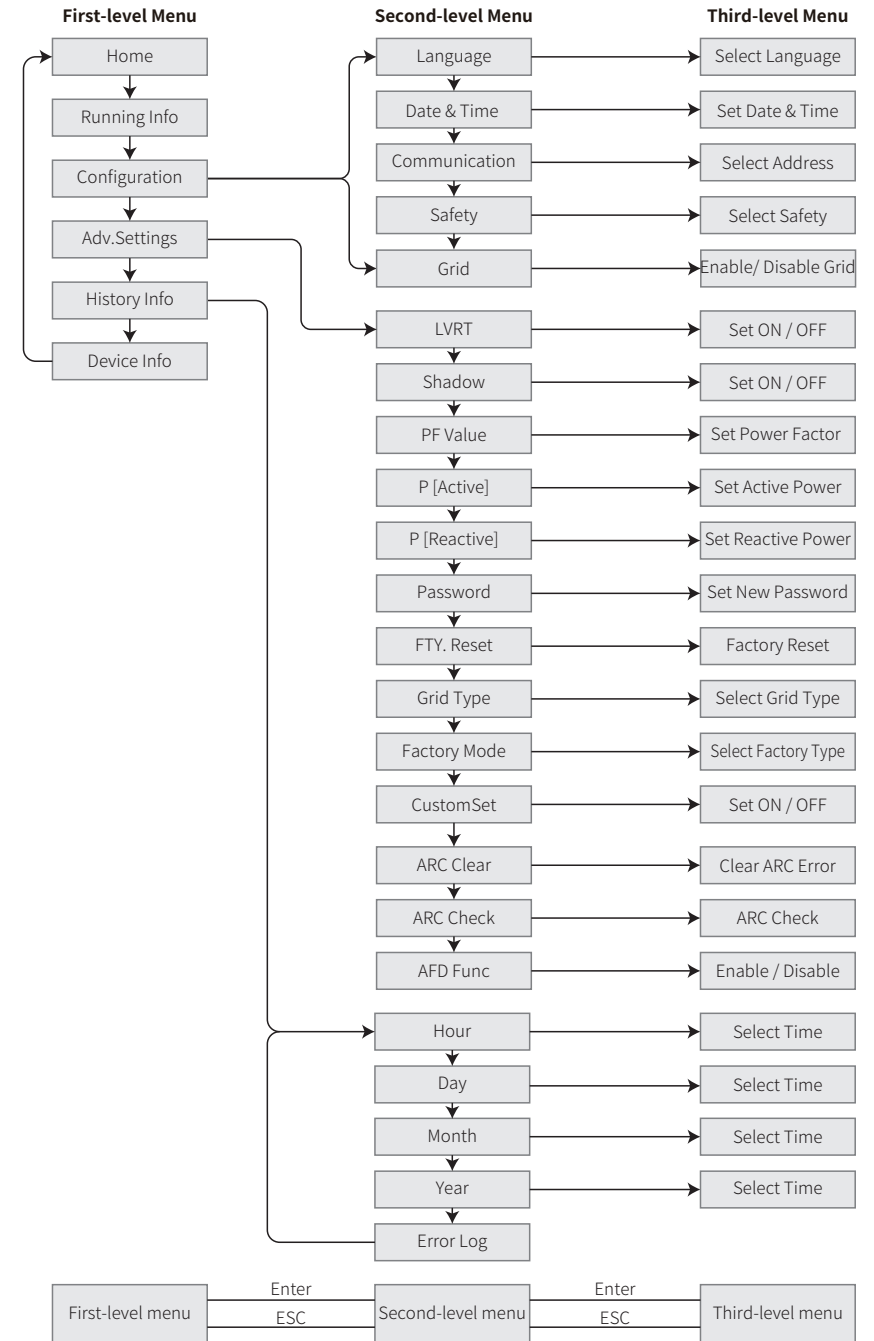 First-level Menu
Second-level Menu
Third-level Menu
Home
Running Info
Configuration
Adv.Settings
History Info
Device Info
Language
Select Language
Date & Time
Set Date & Time
Communication
Select Address
Safety
Select Safety
Grid
Enable/ Disable Grid
LVRT
Set ON / OFF
Shadow
Set ON / OFF
PF Value
Set Power Factor
P [Active]
Set Active Power
P [Reactive]
Set Reactive Power
Password
Set New Password
FTY. Reset
Factory Reset
Grid Type
Select Grid Type
Factory Mode
Select Factory Type
CustomSet
Set ON / OFF
ARC Clear
Clear ARC Error
ARC Check
ARC Check
AFD Func
Enable / Disable
Hour
Select Time
Day
Select Time
Month
Select Time
Year
Select Time
Error Log
First-level menu
Enter
ESC
Second-level menu
Enter
ESC
Third-level menu